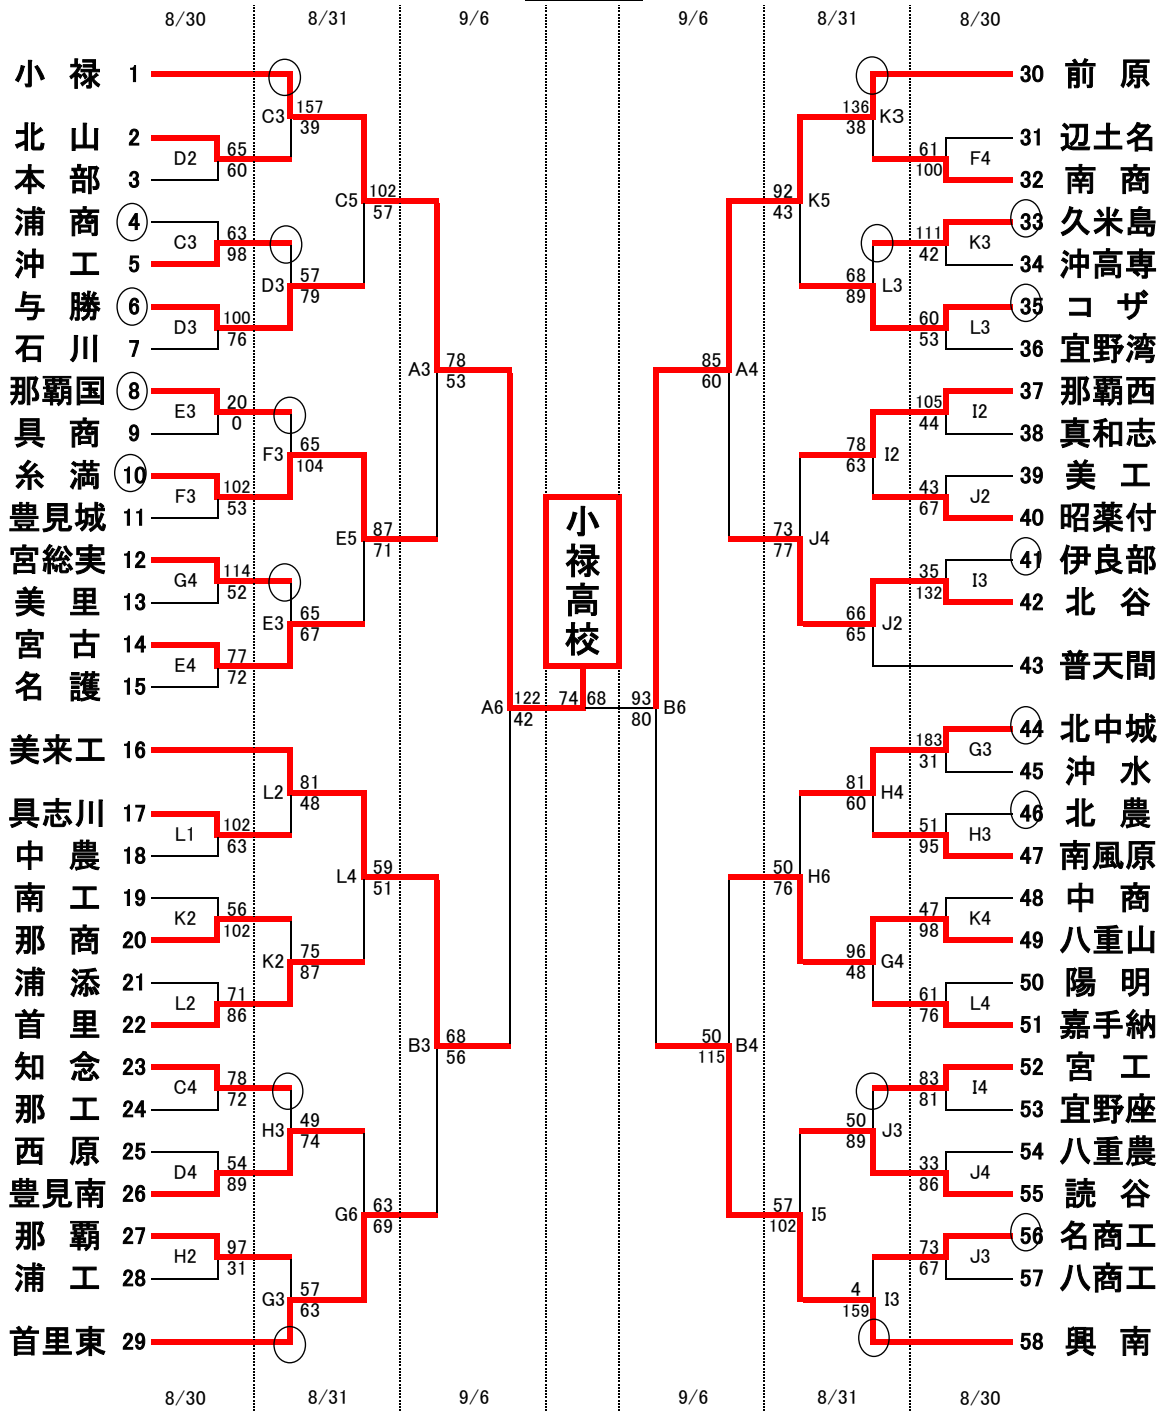 8/30 8/31 9/6 9/6 8/31 8/30
小禄 1
北山 2
本部 3
浦商 4
沖工 5
与勝 6
石川 7
那覇国 8
具商 9
糸満 10
豊見城 11
宮総実 12
美里 13
宮古 14
名護 15
美来工 16
具志川 17
中農 18
南工 19
那商 20
浦添 21
首里 22
知念 23
那工 24
西原 25
豊見南 26
那覇 27
浦工 28
首里東 29
D2 65 60
C3 63 98
D3 100 76
E3 20 0
F3 102 53
G4 114 52
E4 77 72
L1 102 63
K2 56 102
L2 71 86
C4 78 72
D4 54 89
H2 97 31
C3 157 39
D3 57 79
F3 65 104
E3 65 67
L2 81 48
K2 75 87
H3 49 74
G3 57 63
C5 102 57
E5 87 71
L4 59 51
G6 63 69
A3 78 53
B3 68 56
A6 122 42
小禄高校
74 68
93 80 B6
85 60 A4
50 115 B4
92 43 K5
73 77 J4
50 76 H6
57 102 I5
136 38 K3
68 89 L3
78 63 I2
66 65 J2
81 60 H4
96 48 G4
50 89 J3
4 159 I3
61 100 F4
111 42 K3
60 53 L3
105 44 I2
43 67 J2
35 132 I3
183 31 G3
51 95 H3
47 98 K4
61 76 L4
83 81 I4
33 86 J4
73 67 J3
30 前原
31 辺土名
32 南商
33 久米島
34 沖高専
35 コザ
36 宜野湾
37 那覇西
38 真和志
39 美工
40 昭薬付
41 伊良部
42 北谷
43 普天間
44 北中城
45 沖水
46 北農
47 南風原
48 中商
49 八重山
50 陽明
51 嘉手納
52 宮工
53 宜野座
54 八重農
55 読谷
56 名商工
57 八商工
58 興南
8/30 8/31 9/6 9/6 8/31 8/30